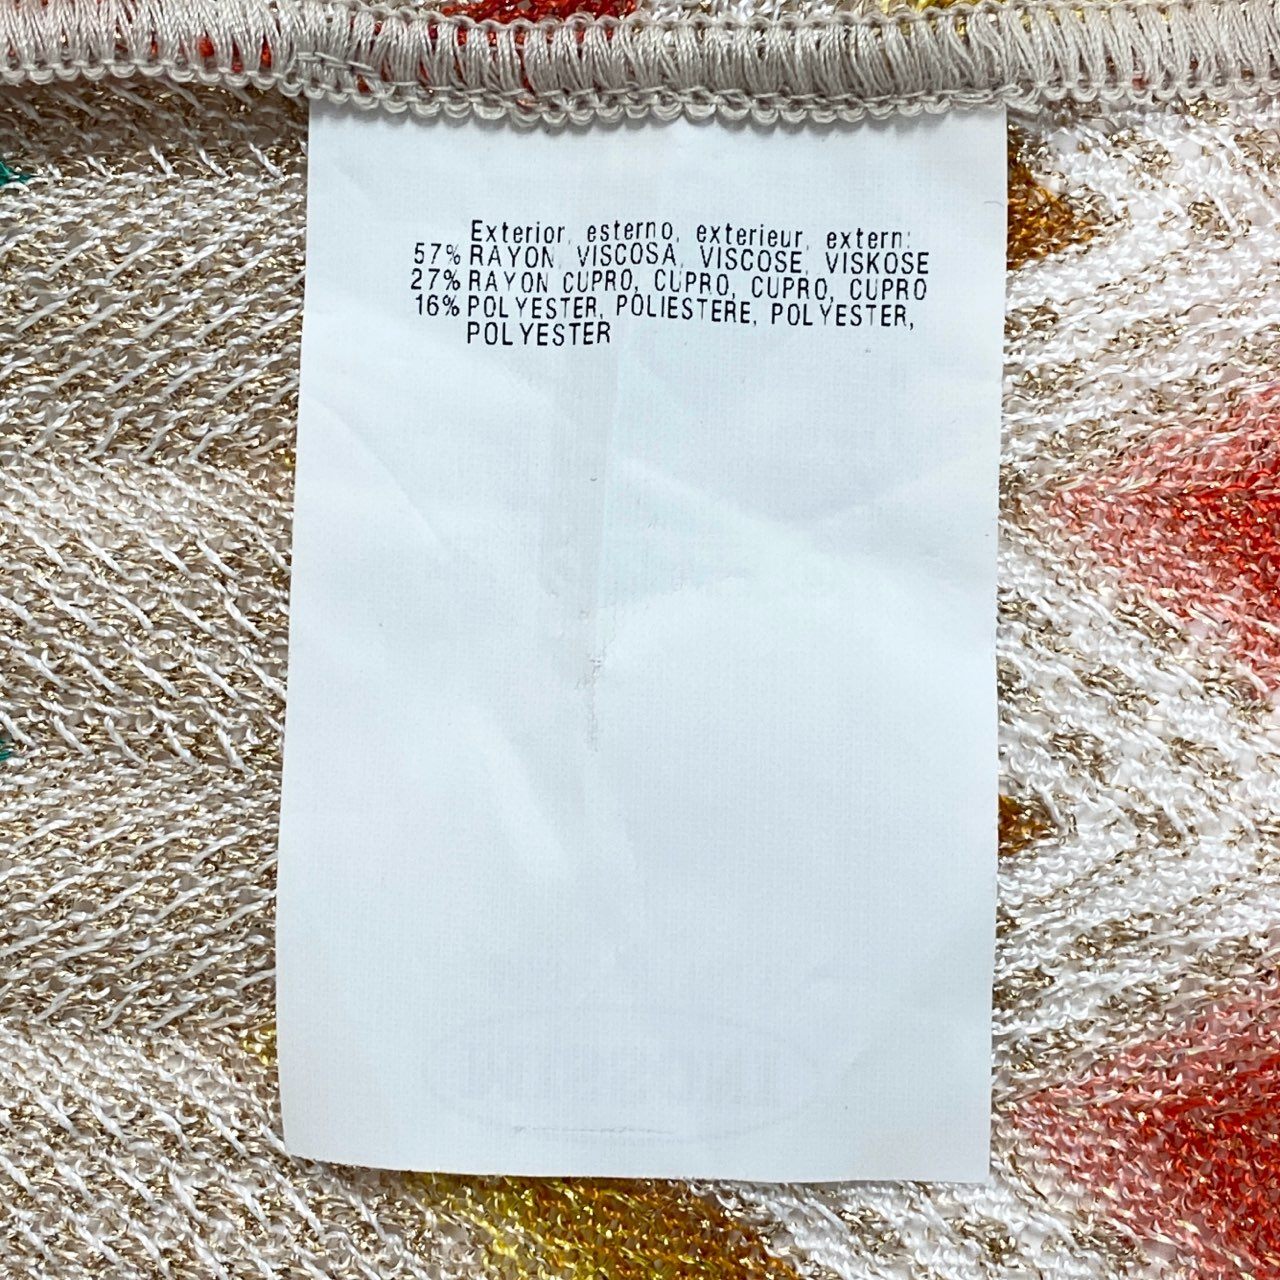 Exterior, esterno, exterieur, extern:
57% RAYON, VISCOSA, VISCOSE, VISKOSE
27% RAYON CUPRO, CUPRO, CUPRO, CUPRO
16% POLYESTER, POLIESTERE, POLYESTER,
POLYESTER